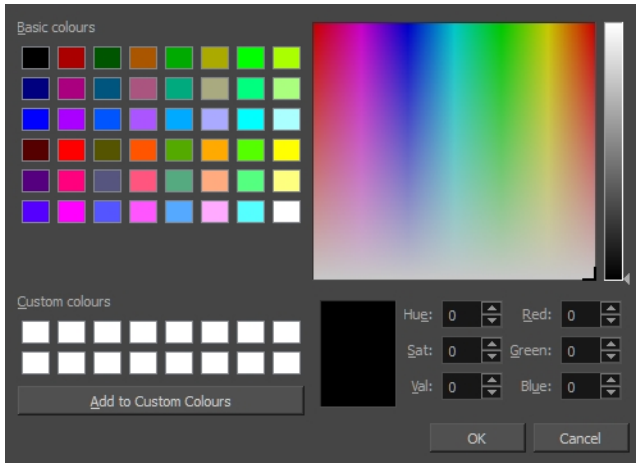 Basic colours
Custom colours
Add to Custom Colours
Hue: 0 Red: 0
Sat: 0 Green: 0
Val: 0 Blue: 0
OK Cancel